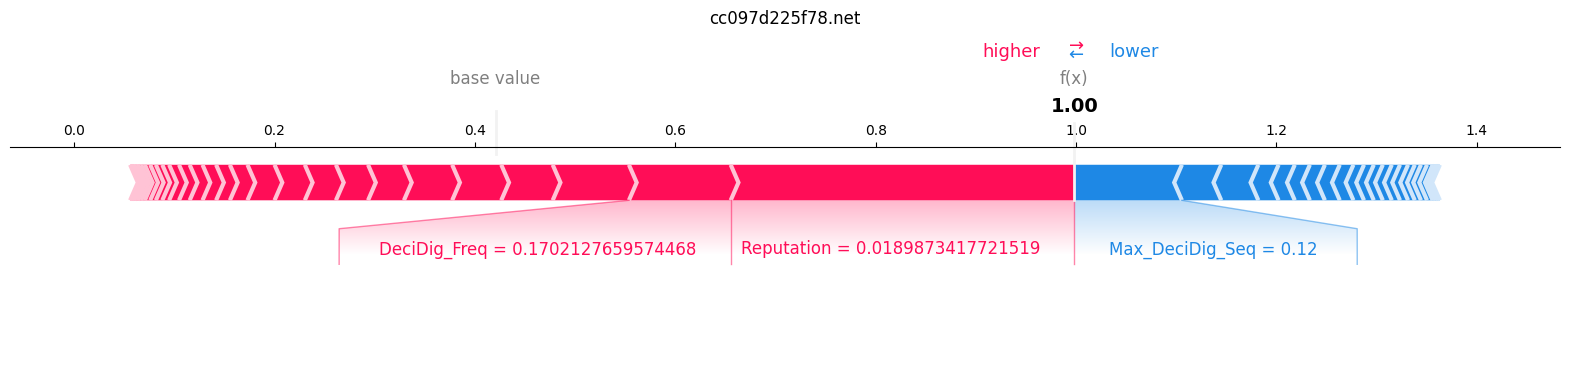 cc097d225f78.net
higher → ← lower
base value f(x)
1.00
0.0 0.2 0.4 0.6 0.8 1.0 1.2 1.4
DeciDig_Freq = 0.1702127659574468 Reputation = 0.0189873417721519 Max_DeciDig_Seq = 0.12